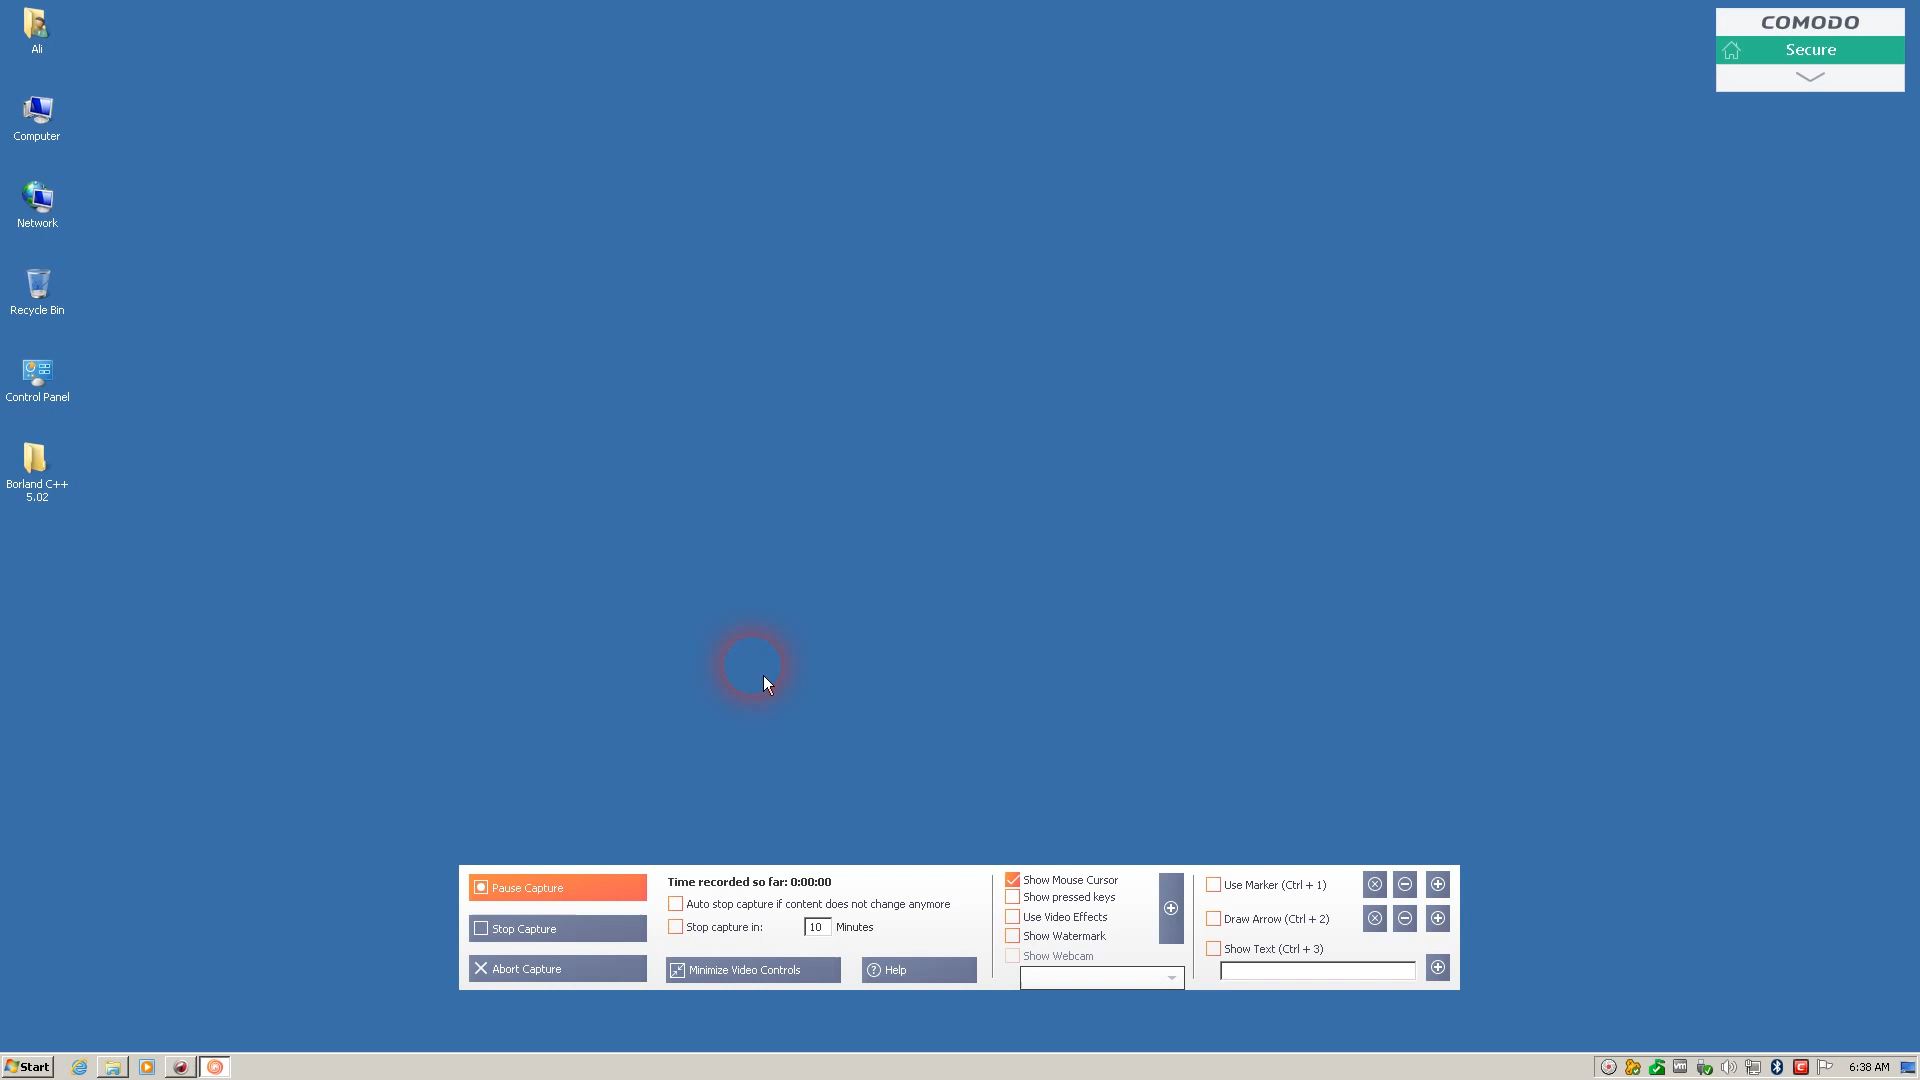 Ali
Computer
Network
Recycle Bin
Control Panel
Borland C++
5.02
COMODO
Secure
Pause Capture
Stop Capture
Abort Capture
Time recorded so far: 0:00:00
Auto stop capture if content does not change anymore
Stop capture in: 10 Minutes
Minimize Video Controls
Help
Show Mouse Cursor
Show pressed keys
Use Video Effects
Show Watermark
Show Webcam
Use Marker (Ctrl + 1)
Draw Arrow (Ctrl + 2)
Show Text (Ctrl + 3)
Start
6:38 AM